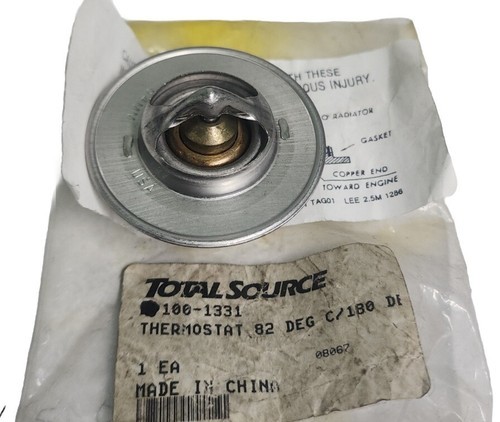 TH THESE
OUS INJURY.
O RADIATOR
GASKET
COPPER END
TOWARD ENGINE
TAG01 LEE 2.5M 1286
TOTAL SOURCE
100-1331
THERMOSTAT 82 DEG C/180 DE
08067
1 EA
MADE IN CHINA